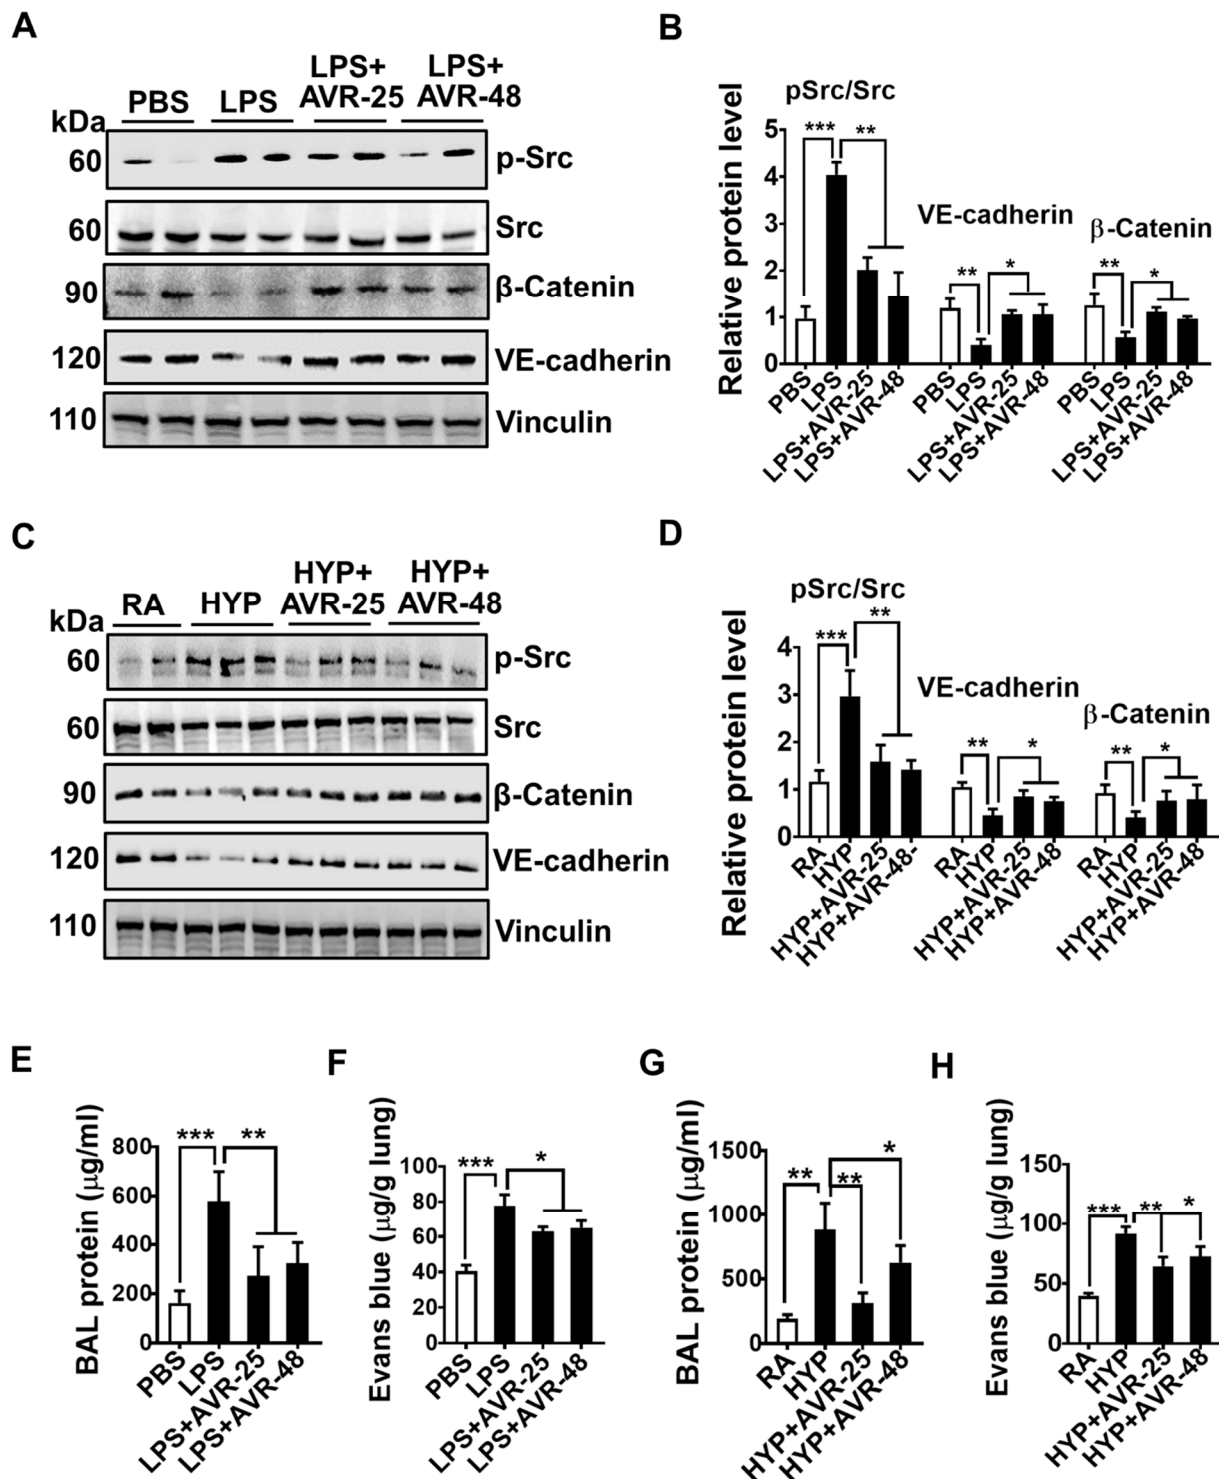 A
LPS+ LPS+
PBS LPS AVR-25 AVR-48
kDa
60 p-Src
60 Src
90 β-Catenin
120 VE-cadherin
110 Vinculin
B
pSrc/Src
VE-cadherin
β-Catenin
Relative protein level
5
4
3
2
1
0
*** **
** *
** *
PBS LPS LPS+AVR-25 LPS+AVR-48
PBS LPS LPS+AVR-25 LPS+AVR-48
PBS LPS LPS+AVR-25 LPS+AVR-48
C
HYP+ HYP+
RA HYP AVR-25 AVR-48
kDa
60 p-Src
60 Src
90 β-Catenin
120 VE-cadherin
110 Vinculin
D
pSrc/Src
VE-cadherin
β-Catenin
Relative protein level
4
3
2
1
0
*** **
** *
** *
RA HYP HYP+AVR-25 HYP+AVR-48-
RA HYP HYP+AVR-25 HYP+AVR-48
RA HYP HYP+AVR-25 HYP+AVR-48
E
BAL protein (μg/ml)
800
600
400
200
0
*** **
PBS LPS LPS+AVR-25 LPS+AVR-48
F
Evans blue (μg/g lung)
100
80
60
40
20
0
*** *
PBS LPS LPS+AVR-25 LPS+AVR-48
G
BAL protein (μg/ml)
1500
1000
500
0
** ** *
RA HYP HYP+AVR-25 HYP+AVR-48
H
Evans blue (μg/g lung)
150
100
50
0
*** ** *
RA HYP HYP+AVR-25 HYP+AVR-48